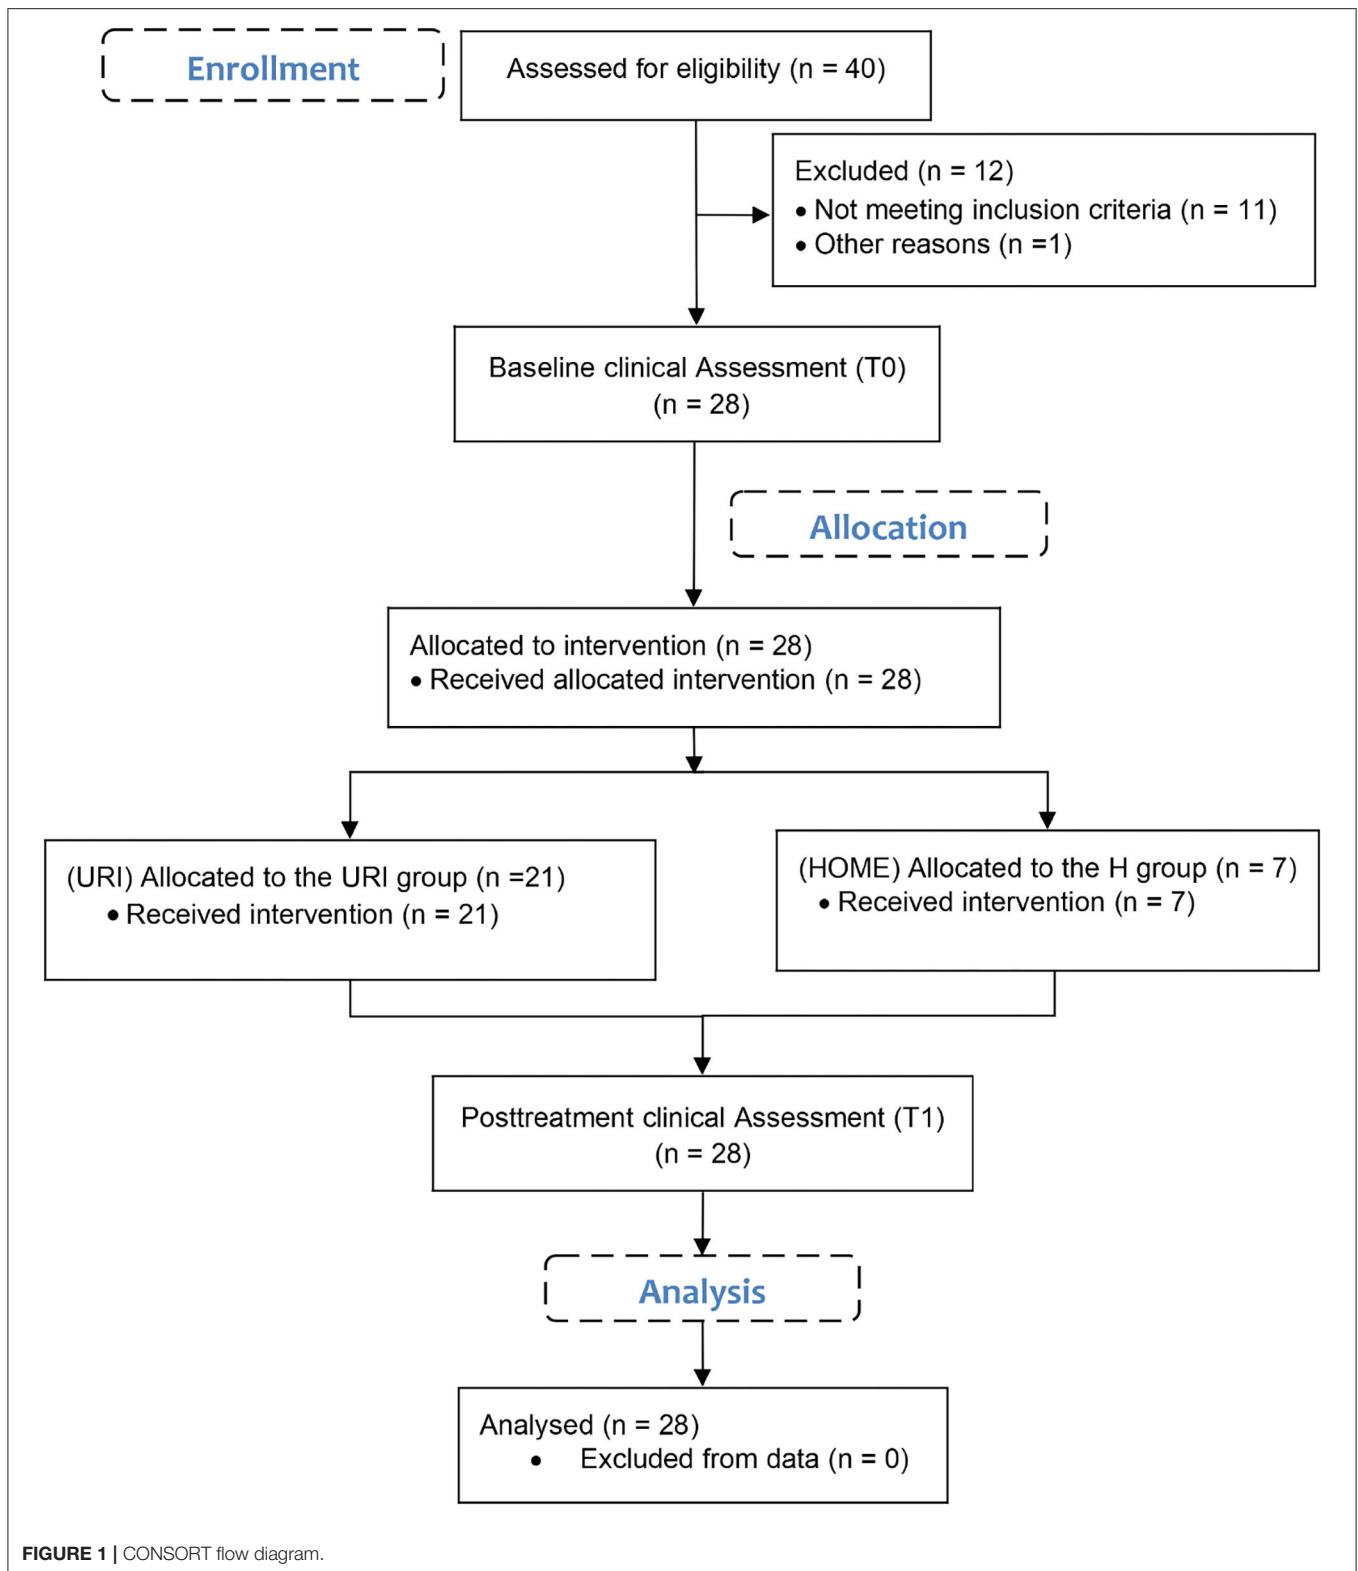 Enrollment
Assessed for eligibility (n = 40)
Excluded (n = 12)
• Not meeting inclusion criteria (n = 11)
• Other reasons (n =1)
Baseline clinical Assessment (T0)
(n = 28)
Allocation
Allocated to intervention (n = 28)
• Received allocated intervention (n = 28)
(URI) Allocated to the URI group (n =21)
• Received intervention (n = 21)
(HOME) Allocated to the H group (n = 7)
• Received intervention (n = 7)
Posttreatment clinical Assessment (T1)
(n = 28)
Analysis
Analysed (n = 28)
• Excluded from data (n = 0)
FIGURE 1 | CONSORT flow diagram.